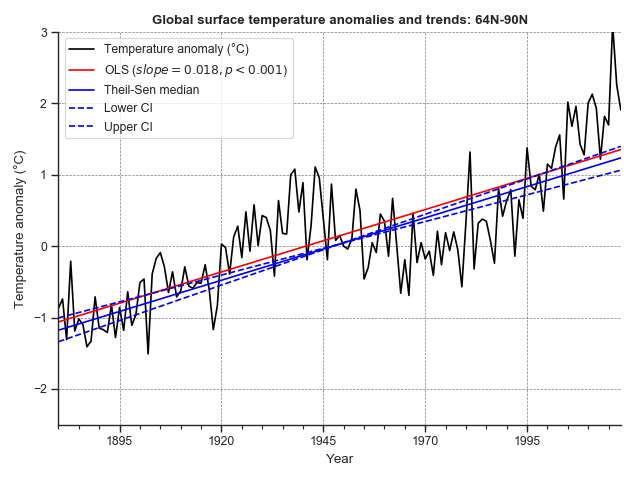 Global surface temperature anomalies and trends: 64N-90N
Temperature anomaly (°C)
OLS (slope = 0.018, p < 0.001)
Theil-Sen median
Lower CI
Upper CI
Temperature anomaly (°C)
3
2
1
0
−1
−2
1895
1920
1945
1970
1995
Year